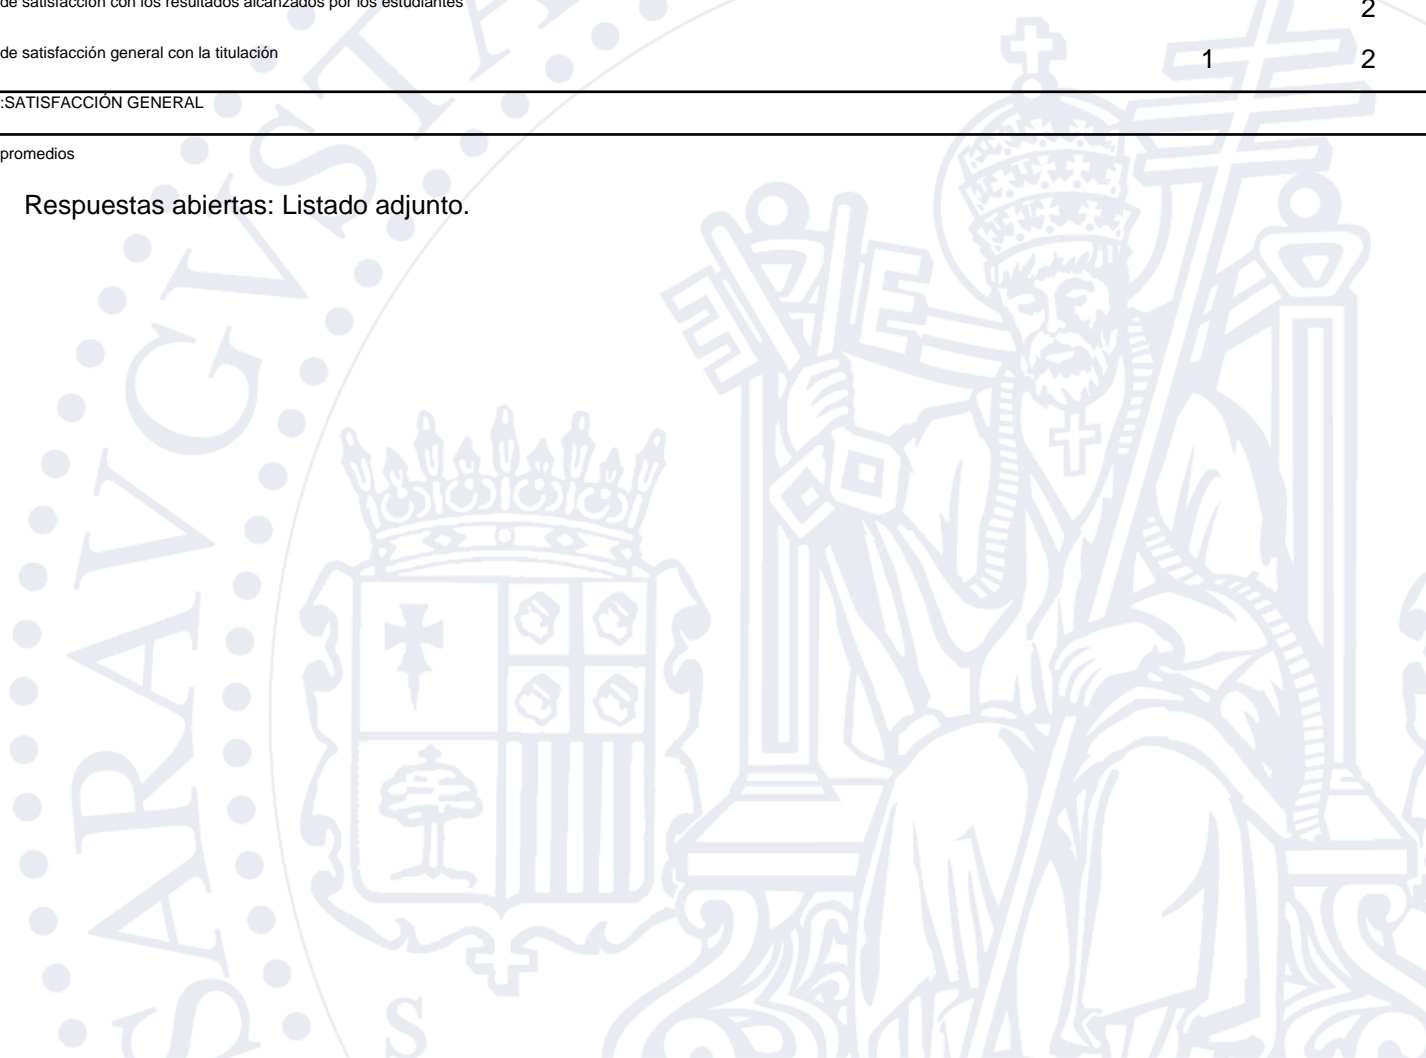 de satisfacción con los resultados alcanzados por los estudiantes 2
de satisfacción general con la titulación 1 2
:SATISFACCIÓN GENERAL
promedios
Respuestas abiertas: Listado adjunto.
SARAVGVSTA
S